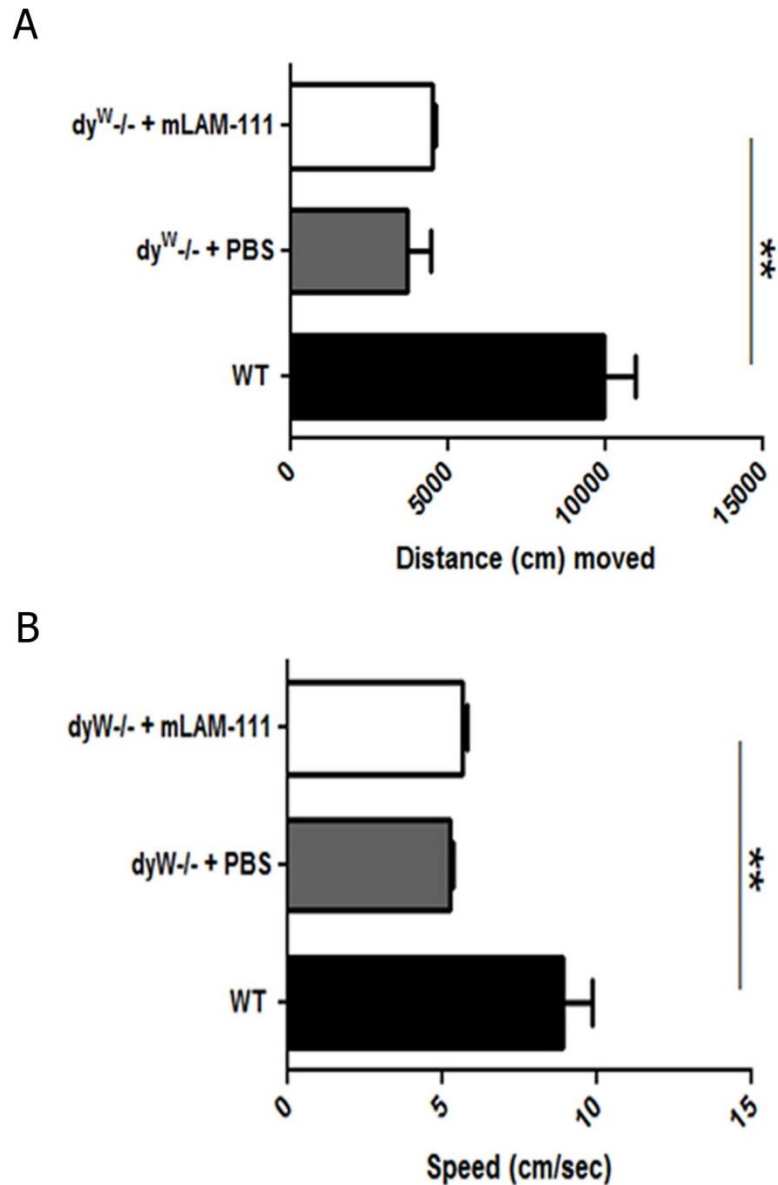 A
dyW-/- + mLAM-111
dyW-/- + PBS
WT
**
0
5000
10000
15000
Distance (cm) moved
B
dyW-/- + mLAM-111
dyW-/- + PBS
WT
**
0
5
10
15
Speed (cm/sec)